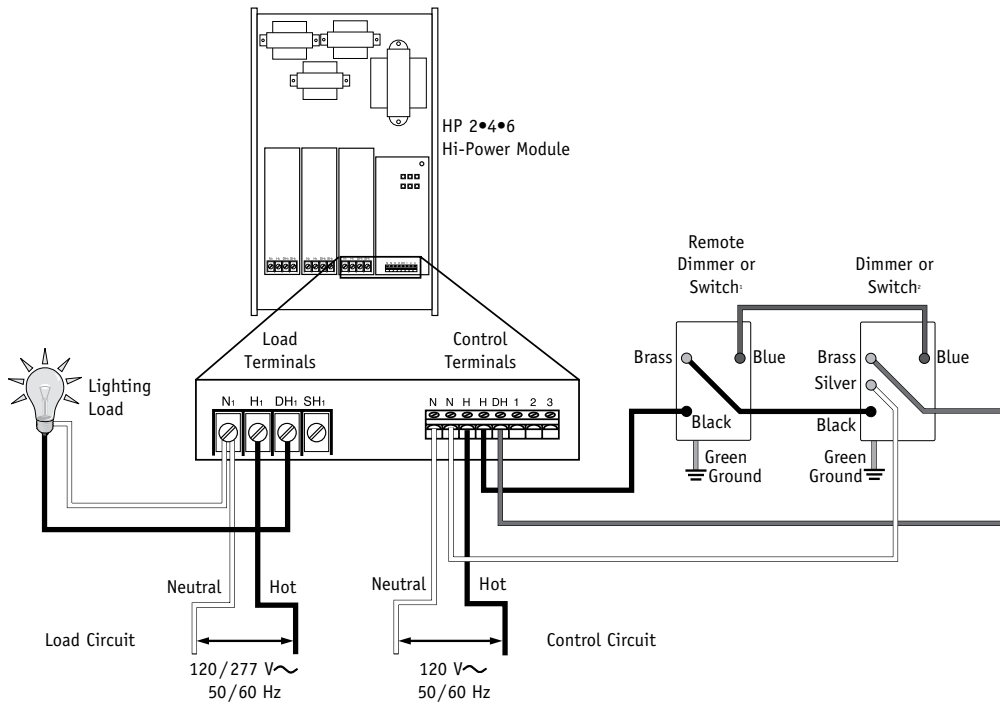 HP 2•4•6
Hi-Power Module
Remote
Dimmer or
Switch¹
Dimmer or
Switch²
Load
Terminals
Control
Terminals
Lighting
Load
N1 H1 DH1 SH1
N N H H DH 1 2 3
Brass
Blue
Black
Green
Ground
Brass
Silver
Blue
Black
Green
Ground
Neutral
Hot
Neutral
Hot
Load Circuit
Control Circuit
120/277 V~
50/60 Hz
120 V~
50/60 Hz